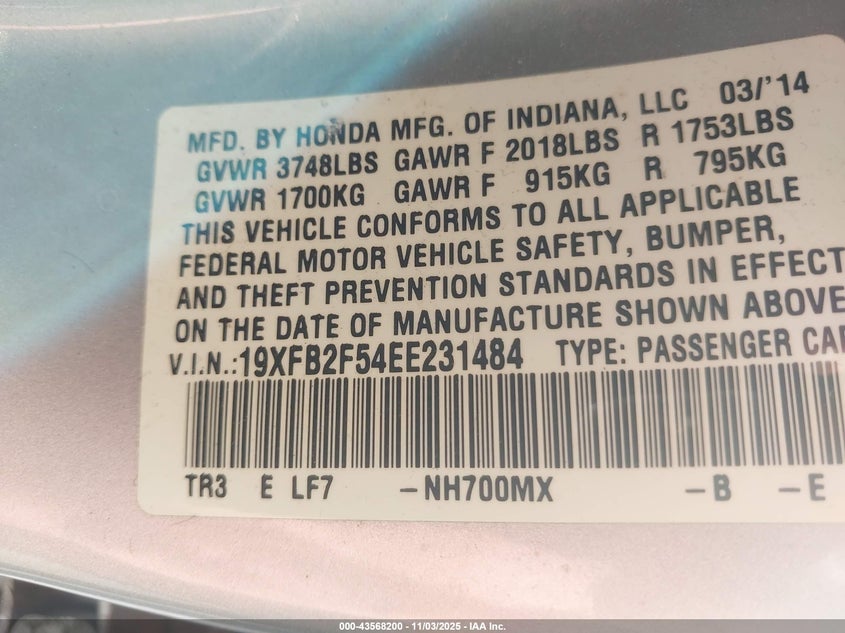 MFD. BY HONDA MFG. OF INDIANA, LLC 03/'14
GVWR 3748LBS GAWR F 2018LBS R 1753LBS
GVWR 1700KG GAWR F 915KG R 795KG
THIS VEHICLE CONFORMS TO ALL APPLICABLE
FEDERAL MOTOR VEHICLE SAFETY, BUMPER,
AND THEFT PREVENTION STANDARDS IN EFFECT
ON THE DATE OF MANUFACTURE SHOWN ABOVE
V.I.N.:19XFB2F54EE231484 TYPE: PASSENGER CAR
TR3 E LF7 -NH700MX -B -E
000-43568200 - 11/03/2025 - IAA Inc.